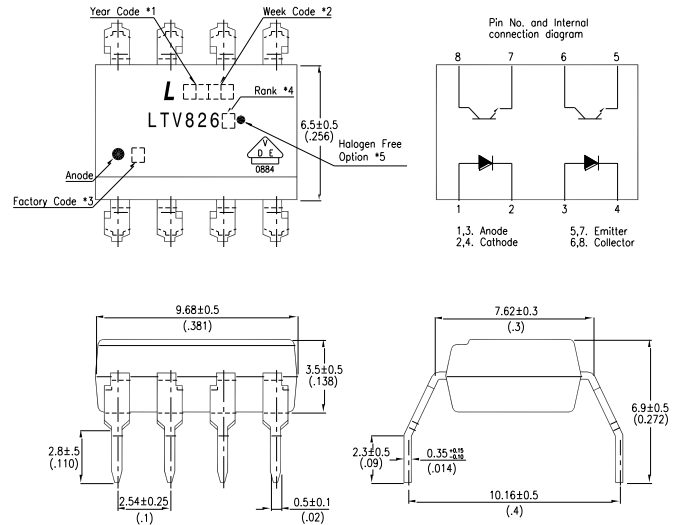 Year Code *1
Week Code *2
L
Rank *4
LTV826
V
D E
0884
6.5±0.5
(.256)
Halogen Free
Option *5
Anode
Factory Code *3
Pin No. and Internal
connection diagram
8 7 6 5
1 2 3 4
1,3. Anode
2,4. Cathode
5,7. Emitter
6,8. Collector
9.68±0.5
(.381)
3.5±0.5
(.138)
2.8±.5
(.110)
2.54±0.25
(.1)
0.5±0.1
(.02)
7.62±0.3
(.3)
6.9±0.5
(0.272)
2.3±0.5
(.09)
0.35 +0.15
-0.10
(.014)
10.16±0.5
(.4)